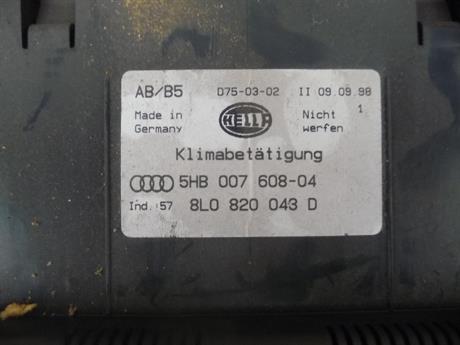 AB/B5 D75-03-02 II 09.09.98
Made in Germany HELLA Nicht werfen 1
Klimabetätigung
5HB 007 608-04
Ind.:57 8L0 820 043 D